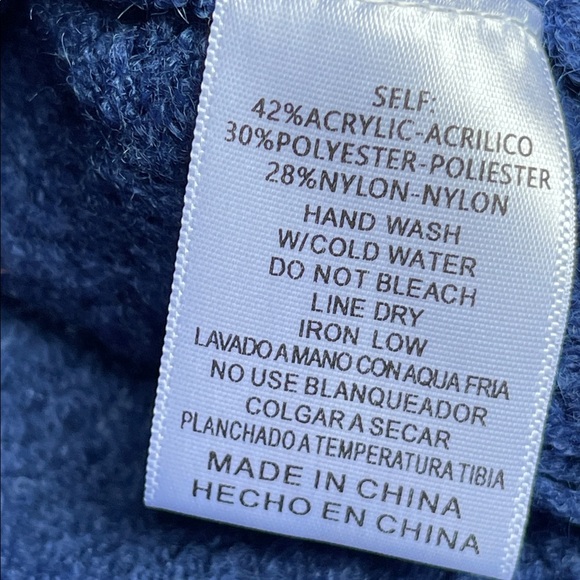 SELF:
42%ACRYLIC-ACRILICO
30%POLYESTER-POLIESTER
28%NYLON-NYLON
HAND WASH
W/COLD WATER
DO NOT BLEACH
LINE DRY
IRON LOW
LAVADO A MANO CON AQUA FRIA
NO USE BLANQUEADOR
COLGAR A SECAR
PLANCHADO A TEMPERATURA TIBIA
MADE IN CHINA
HECHO EN CHINA